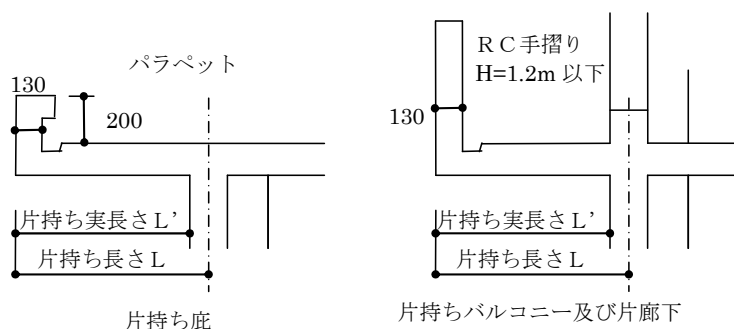 パラペット
130
200
片持ち実長さＬ’
片持ち長さＬ
片持ち庇
ＲＣ手摺り
H=1.2m 以下
130
片持ち実長さＬ’
片持ち長さＬ
片持ちバルコニー及び片廊下